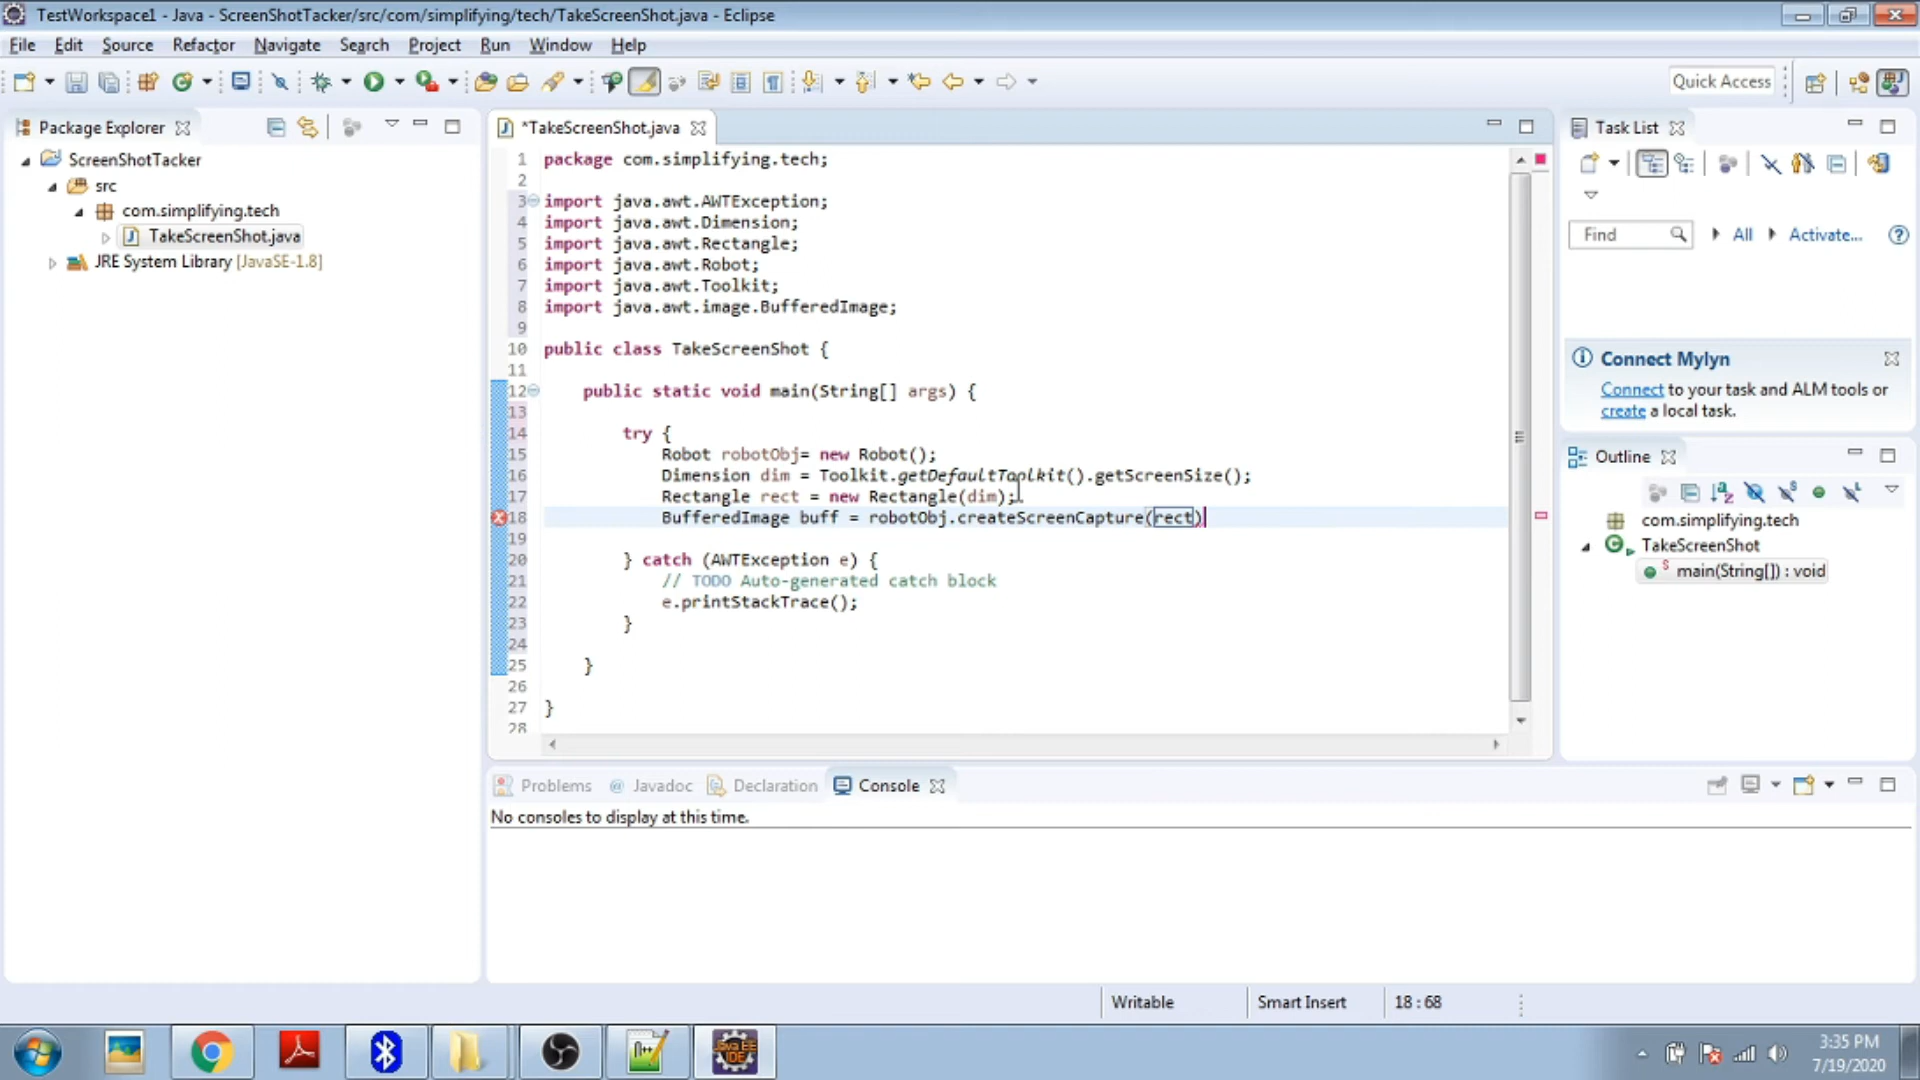 TestWorkspace1 - Java - ScreenShotTacker/src/com/simplifying/tech/TakeScreenShot.java - Eclipse
File Edit Source Refactor Navigate Search Project Run Window Help
Quick Access
Package Explorer
ScreenShotTacker
src
com.simplifying.tech
TakeScreenShot.java
JRE System Library [JavaSE-1.8]
*TakeScreenShot.java
1 package com.simplifying.tech;
2
3 import java.awt.AWTException;
4 import java.awt.Dimension;
5 import java.awt.Rectangle;
6 import java.awt.Robot;
7 import java.awt.Toolkit;
8 import java.awt.image.BufferedImage;
9
10 public class TakeScreenShot {
11
12 public static void main(String[] args) {
13
14 try {
15 Robot robotObj= new Robot();
16 Dimension dim = Toolkit.getDefaultToolkit().getScreenSize();
17 Rectangle rect = new Rectangle(dim);
18 BufferedImage buff = robotObj.createScreenCapture(rect)
19
20 } catch (AWTException e) {
21 // TODO Auto-generated catch block
22 e.printStackTrace();
23 }
24
25 }
26
27 }
28
Task List
Find All Activate...
Connect Mylyn
Connect to your task and ALM tools or
create a local task.
Outline
com.simplifying.tech
TakeScreenShot
main(String[]) : void
Problems @ Javadoc Declaration Console
No consoles to display at this time.
Writable Smart Insert 18 : 68
Java EE
IDE
3:35 PM
7/19/2020